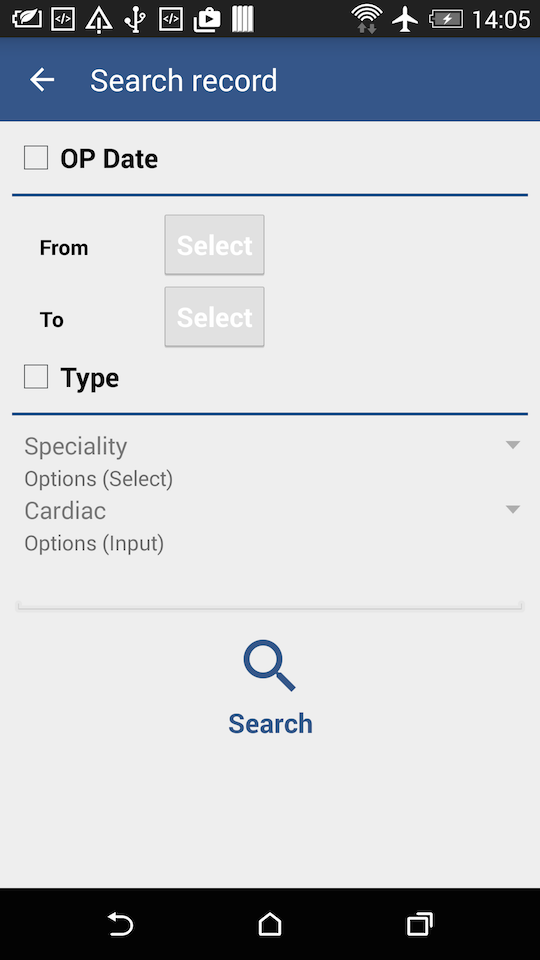 14:05
Search record
OP Date
From Select
To Select
Type
Speciality
Options (Select)
Cardiac
Options (Input)
Search